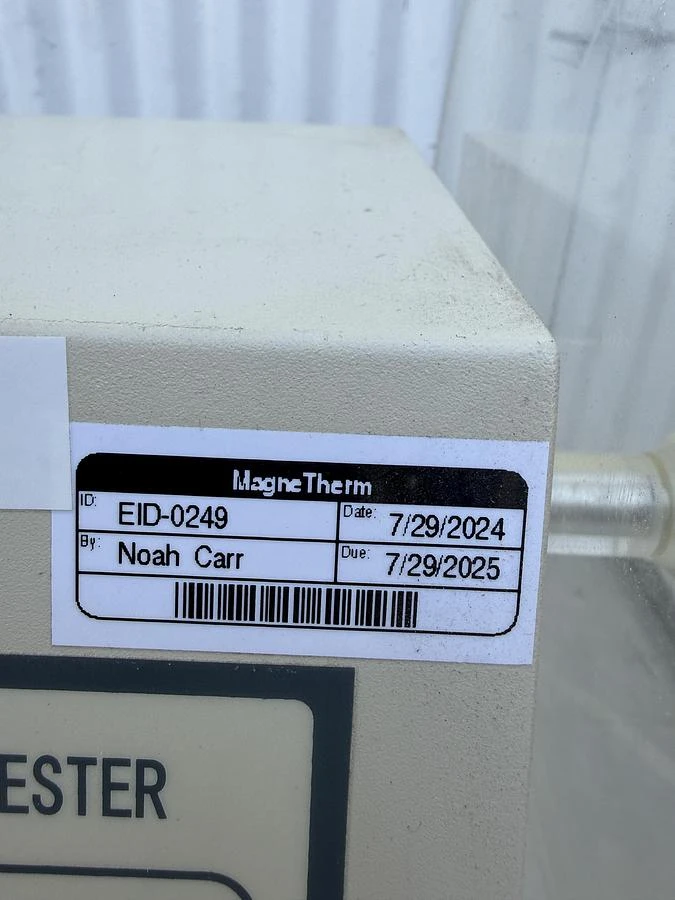 MagneTherm
ID: EID-0249 Date: 7/29/2024
By: Noah Carr Due: 7/29/2025
ESTER